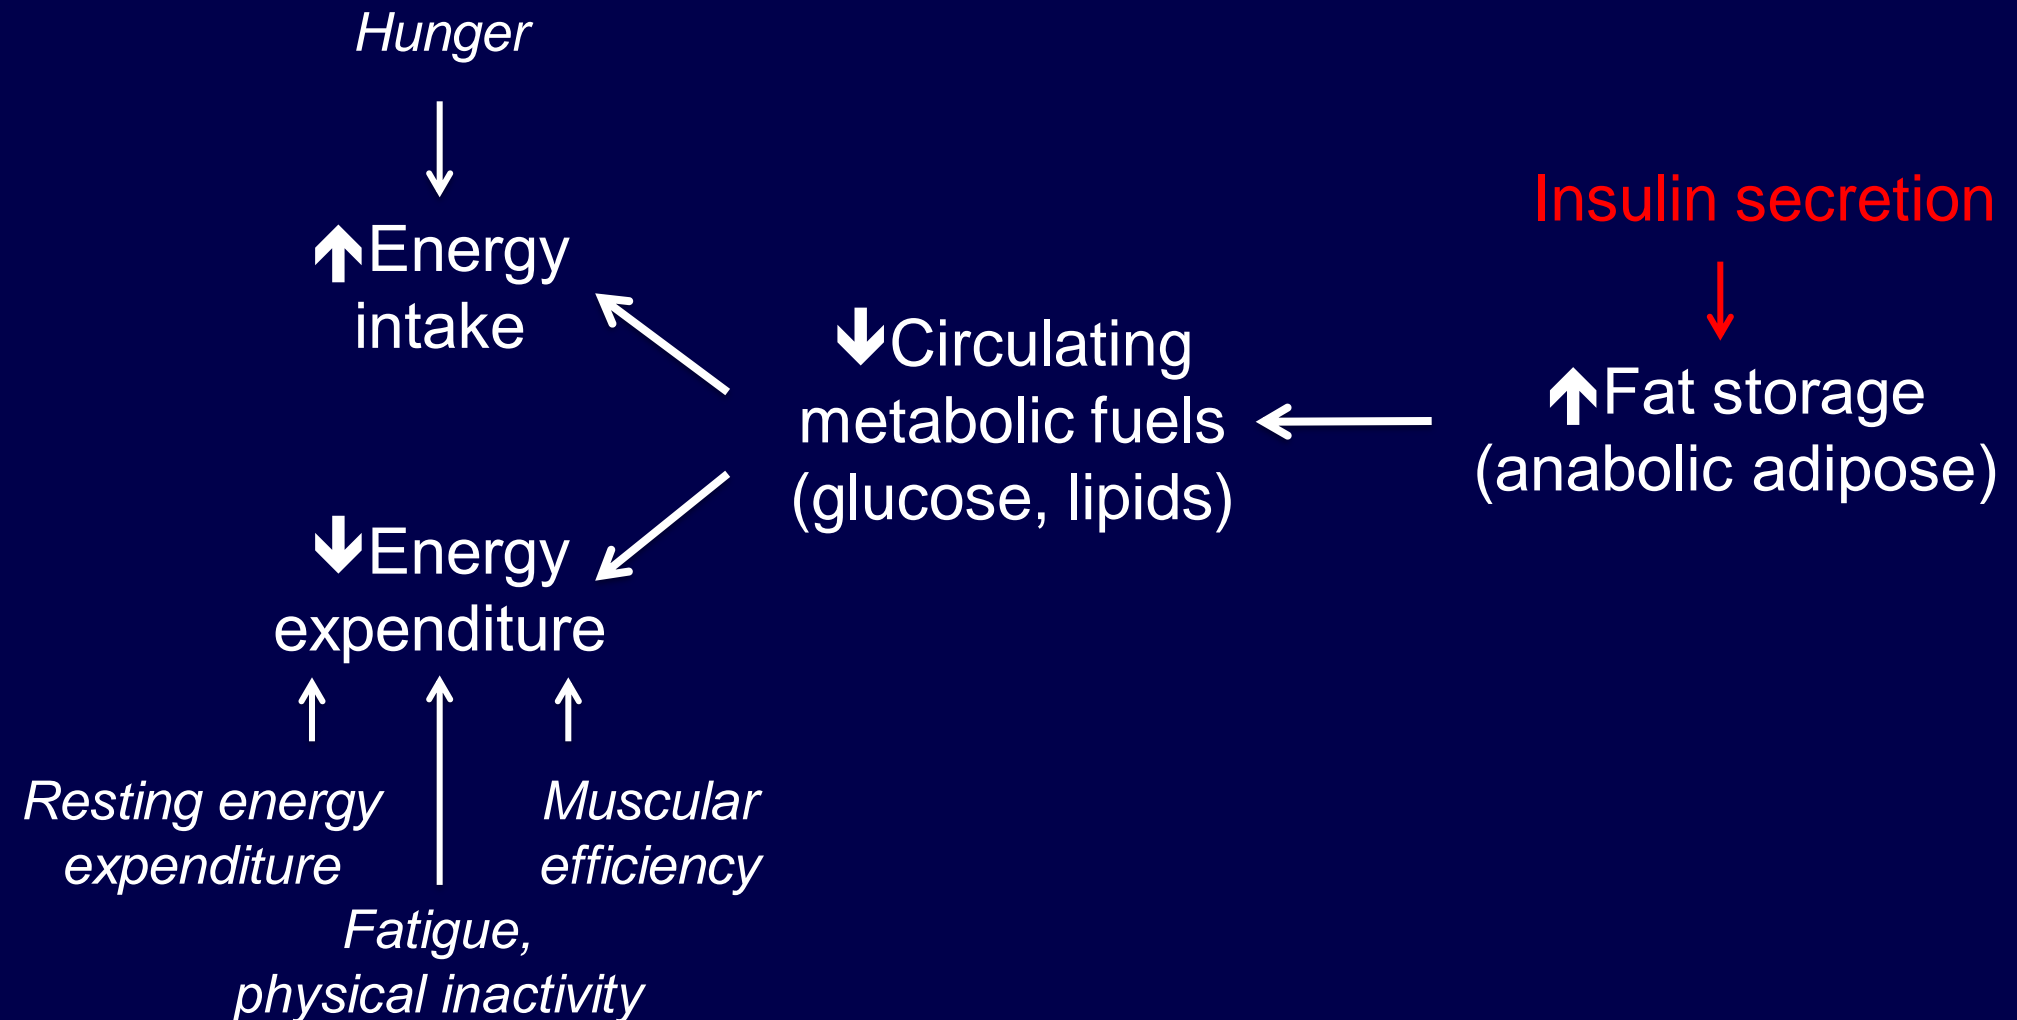 Hunger
↑Energy
intake
↓Energy
expenditure
Resting energy
expenditure
Muscular
efficiency
Fatigue,
physical inactivity
↓Circulating
metabolic fuels
(glucose, lipids)
Insulin secretion
↑Fat storage
(anabolic adipose)